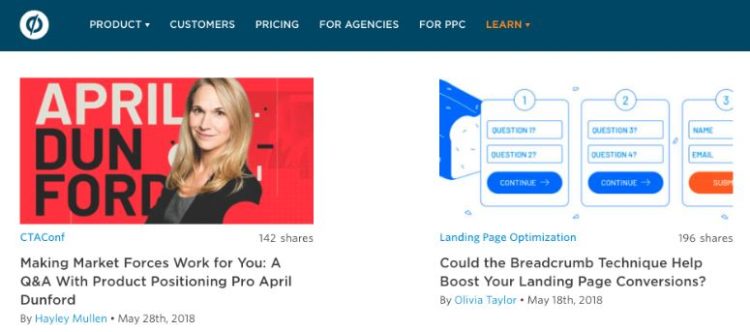 PRODUCT ▾ CUSTOMERS PRICING FOR AGENCIES FOR PPC LEARN ▾
APRIL
DUN
FORD
CTAConf 142 shares
Making Market Forces Work for You: A
Q&A With Product Positioning Pro April
Dunford
By Hayley Mullen • May 28th, 2018
1 2 3
QUESTION 1? QUESTION 3? NAME
QUESTION 2? QUESTION 4? EMAIL
CONTINUE → CONTINUE → SUBM
Landing Page Optimization 196 shares
Could the Breadcrumb Technique Help
Boost Your Landing Page Conversions?
By Olivia Taylor • May 18th, 2018